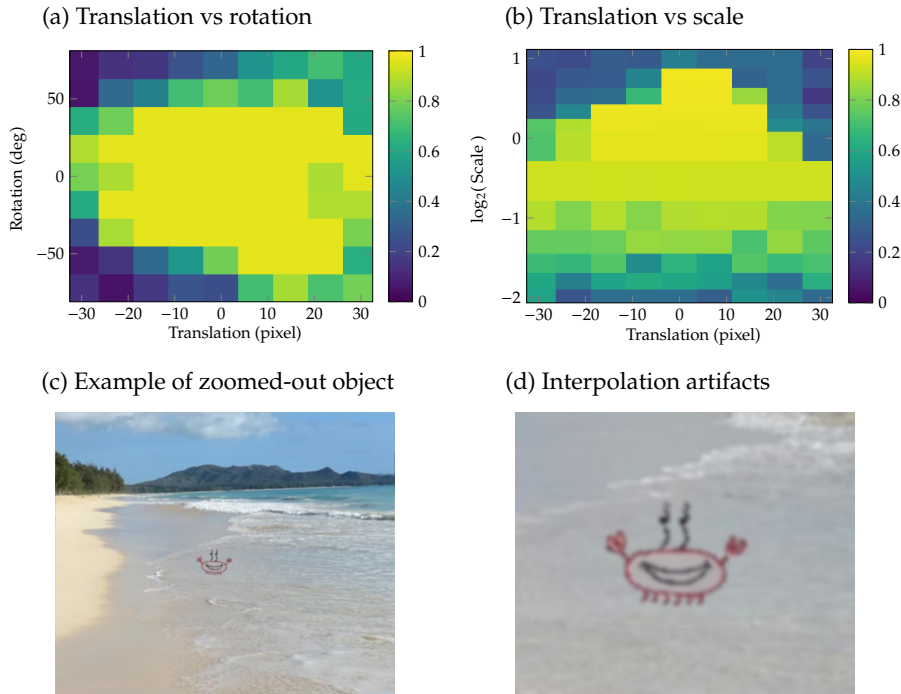 (a) Translation vs rotation
50
0
−50
Rotation (deg)
−30 −20 −10 0 10 20 30
Translation (pixel)
1
0.8
0.6
0.4
0.2
0
(b) Translation vs scale
1
0
−1
−2
log₂( Scale )
−30 −20 −10 0 10 20 30
Translation (pixel)
1
0.8
0.6
0.4
0.2
0
(c) Example of zoomed-out object
(d) Interpolation artifacts